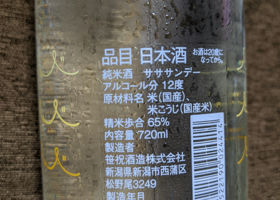 品目 日本酒 お酒は20歳に
なってから。
純米酒 サササンデー
アルコール分 12度
原材料名 米(国産)、
米こうじ(国産米)
精米歩合 65%
内容量 720ml
製造者
笹祝酒造株式会社
新潟県新潟市西蒲区
松野尾3249
製造年月